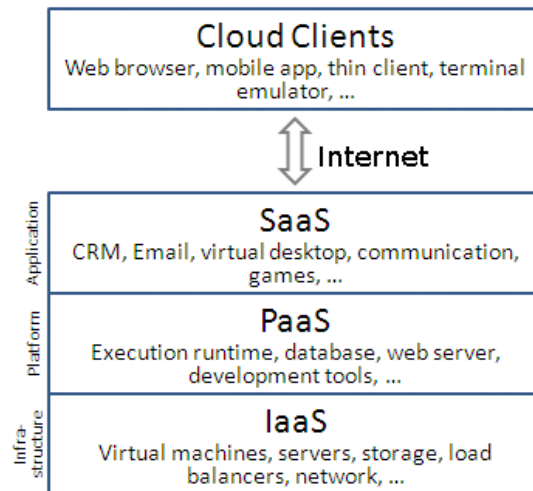 Cloud Clients
Web browser, mobile app, thin client, terminal
emulator, ...
Internet
Application
SaaS
CRM, Email, virtual desktop, communication,
games, ...
Platform
PaaS
Execution runtime, database, web server,
development tools, ...
Infra-
structure
IaaS
Virtual machines, servers, storage, load
balancers, network, ...